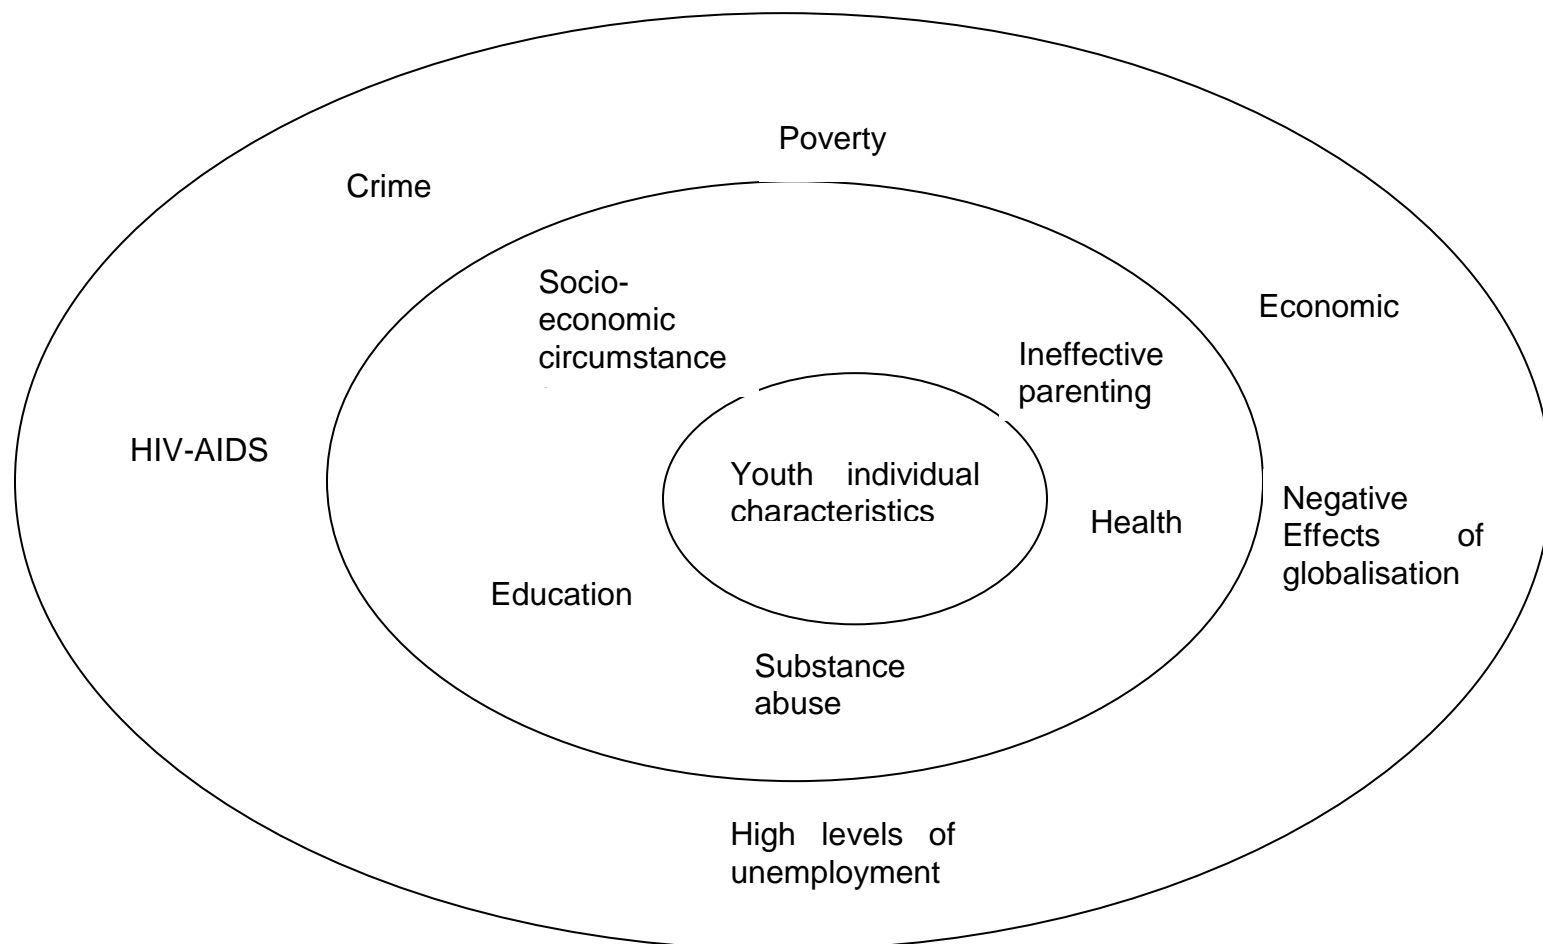 Poverty
Crime
Socio-
economic
circumstance
Economic
Ineffective
parenting
HIV-AIDS
Youth individual
characteristics
Negative
Effects of
globalisation
Health
Education
Substance
abuse
High levels of
unemployment